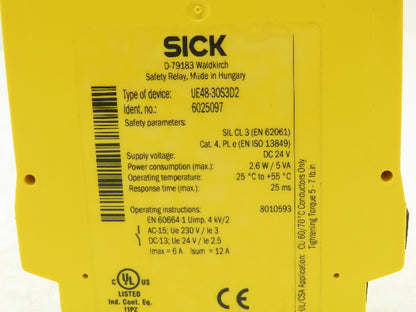 SICK
D-79183 Waldkirch
Safety Relay, Made in Hungary
Type of device: UE48-3OS3D2
Ident. no.: 6025097
Safety parameters:
SIL CL 3 (EN 62061)
Cat. 4, PL e (EN ISO 13849)
Supply voltage: DC 24 V
Power consumption (max.): 2.6 W / 5 VA
Operating temperature: -25 °C to +55 °C
Response time (max.): 25 ms
Operating instructions: 8010593
EN 60664-1 Uimp. 4 kV/2
AC-15; Ue 230 V / Ie 3
DC-13; Ue 24 V / Ie 2.5
Imax = 6 A Isum = 12 A
C UL US
LISTED
Ind. Cont. Eq.
11PZ
CE
UL/CSA Application: CU 60/70°C Conductors Only
Tightening Torque 5 - 7 lb.in